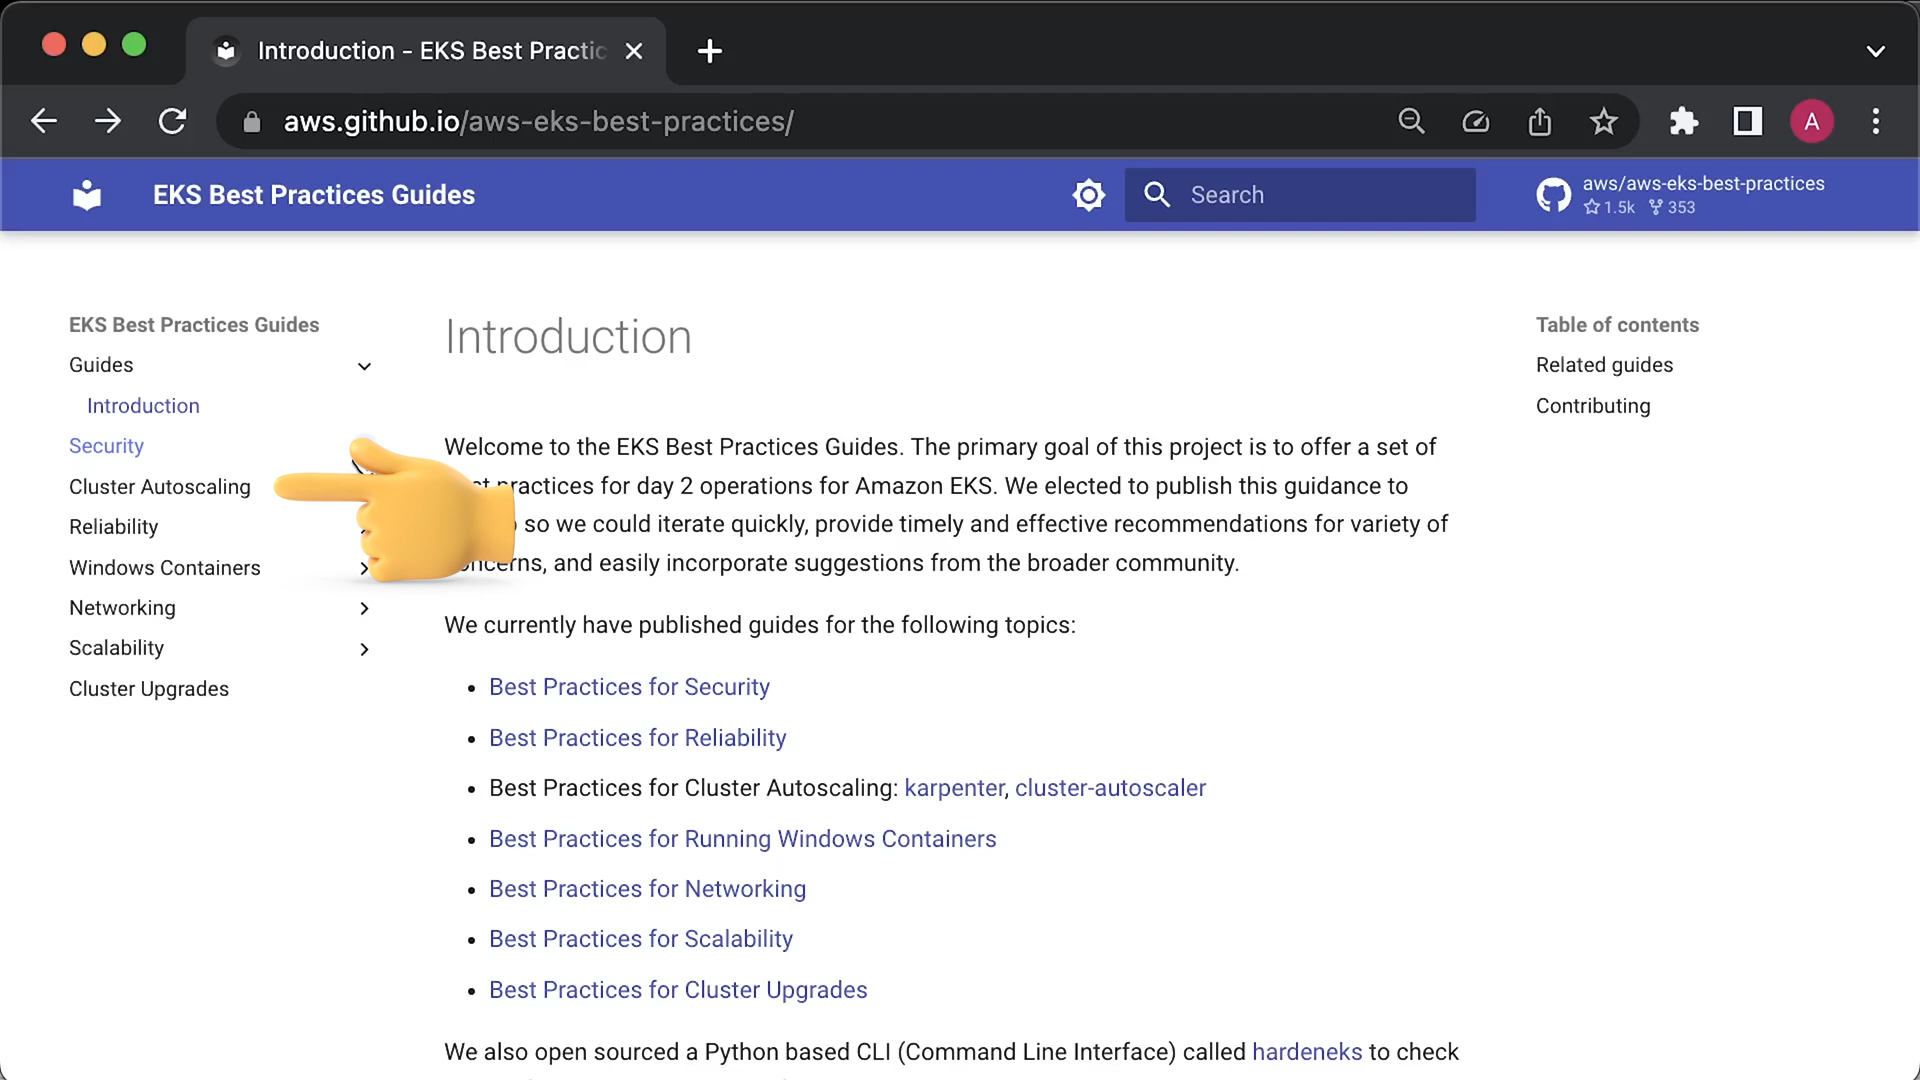 Introduction - EKS Best Practic
aws.github.io/aws-eks-best-practices/
A
EKS Best Practices Guides
Search
aws/aws-eks-best-practices
1.5k 353
EKS Best Practices Guides
Guides
Introduction
Security
Cluster Autoscaling
Reliability
Windows Containers
Networking
Scalability
Cluster Upgrades
Introduction
Welcome to the EKS Best Practices Guides. The primary goal of this project is to offer a set of
practices for day 2 operations for Amazon EKS. We elected to publish this guidance to
so we could iterate quickly, provide timely and effective recommendations for variety of
and easily incorporate suggestions from the broader community.
We currently have published guides for the following topics:
Best Practices for Security
Best Practices for Reliability
Best Practices for Cluster Autoscaling: karpenter, cluster-autoscaler
Best Practices for Running Windows Containers
Best Practices for Networking
Best Practices for Scalability
Best Practices for Cluster Upgrades
We also open sourced a Python based CLI (Command Line Interface) called hardeneks to check
Table of contents
Related guides
Contributing